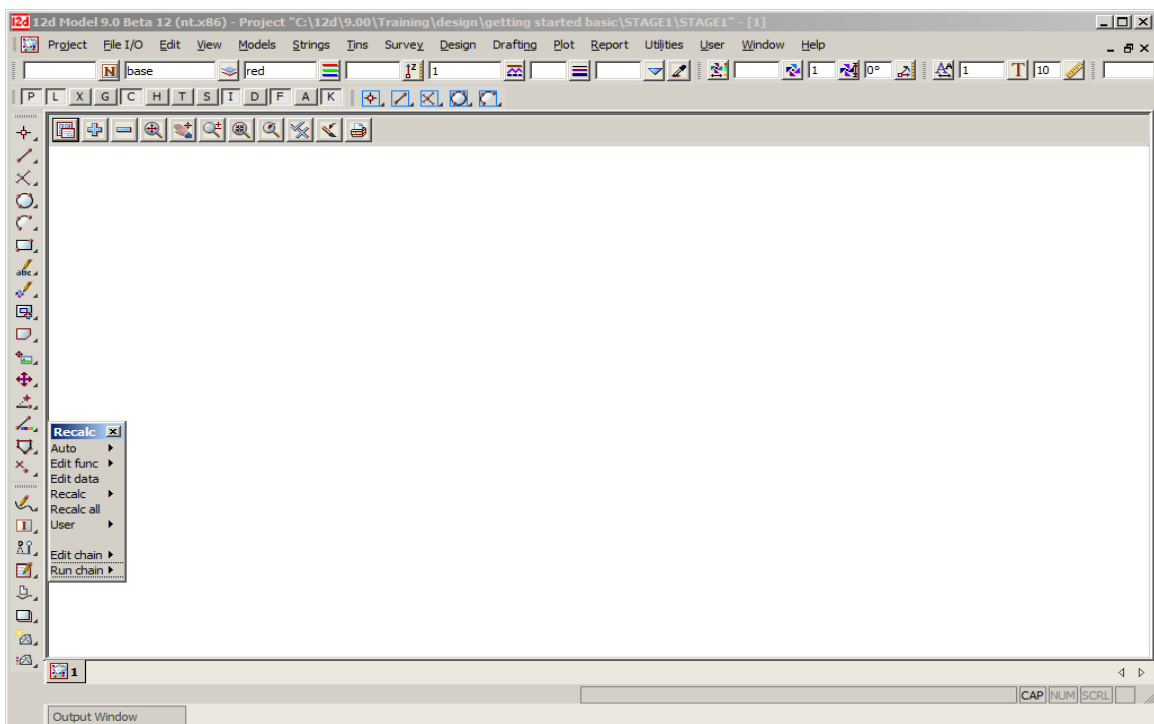 12d 12d Model 9.0 Beta 12 (nt.x86) - Project "C:\12d\9.00\Training\design\getting started basic\STAGE1\STAGE1" - [1]
Project File I/O Edit View Models Strings Tins Survey Design Drafting Plot Report Utilities User Window Help
N base red 1 1 0° 1 T 10
P L X G C H T S I D F A K
abc
Recalc
Auto
Edit func
Edit data
Recalc
Recalc all
User
Edit chain
Run chain
1
CAP NUM SCRL
Output Window